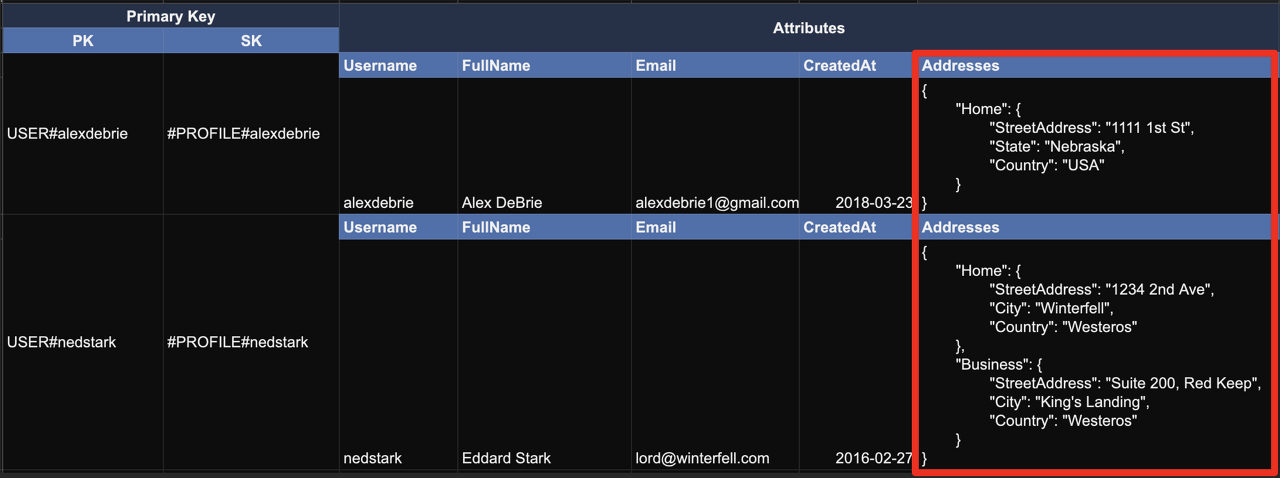 Primary Key
Attributes
PK SK
Username FullName Email CreatedAt Addresses
{
"Home": {
"StreetAddress": "1111 1st St",
USER#alexdebrie #PROFILE#alexdebrie
"State": "Nebraska",
"Country": "USA"
}
alexdebrie Alex DeBrie alexdebrie1@gmail.com 2018-03-23 }
Username FullName Email CreatedAt Addresses
{
"Home": {
"StreetAddress": "1234 2nd Ave",
"City": "Winterfell",
"Country": "Westeros"
USER#nedstark #PROFILE#nedstark
},
"Business": {
"StreetAddress": "Suite 200, Red Keep",
"City": "King's Landing",
"Country": "Westeros"
}
nedstark Eddard Stark lord@winterfell.com 2016-02-27 }